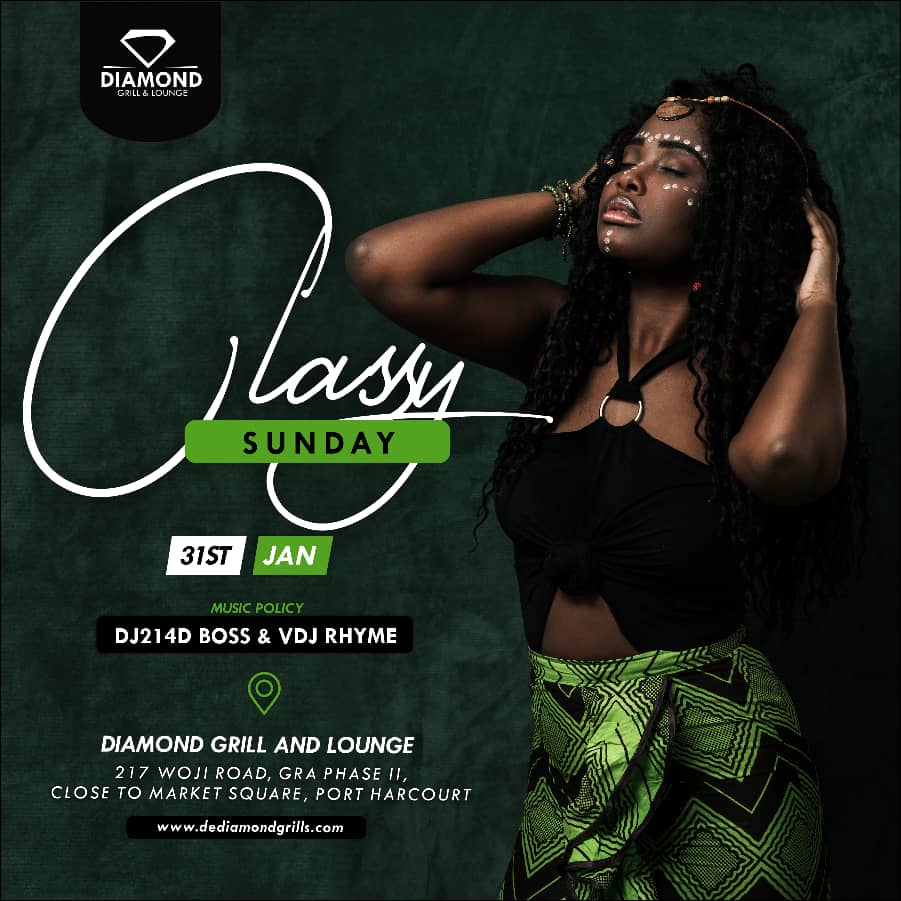 DIAMOND
GRILL & LOUNGE
Classy
SUNDAY
31ST JAN
MUSIC POLICY
DJ214D BOSS & VDJ RHYME
DIAMOND GRILL AND LOUNGE
217 WOJI ROAD, GRA PHASE II,
CLOSE TO MARKET SQUARE, PORT HARCOURT
www.dediamondgrills.com